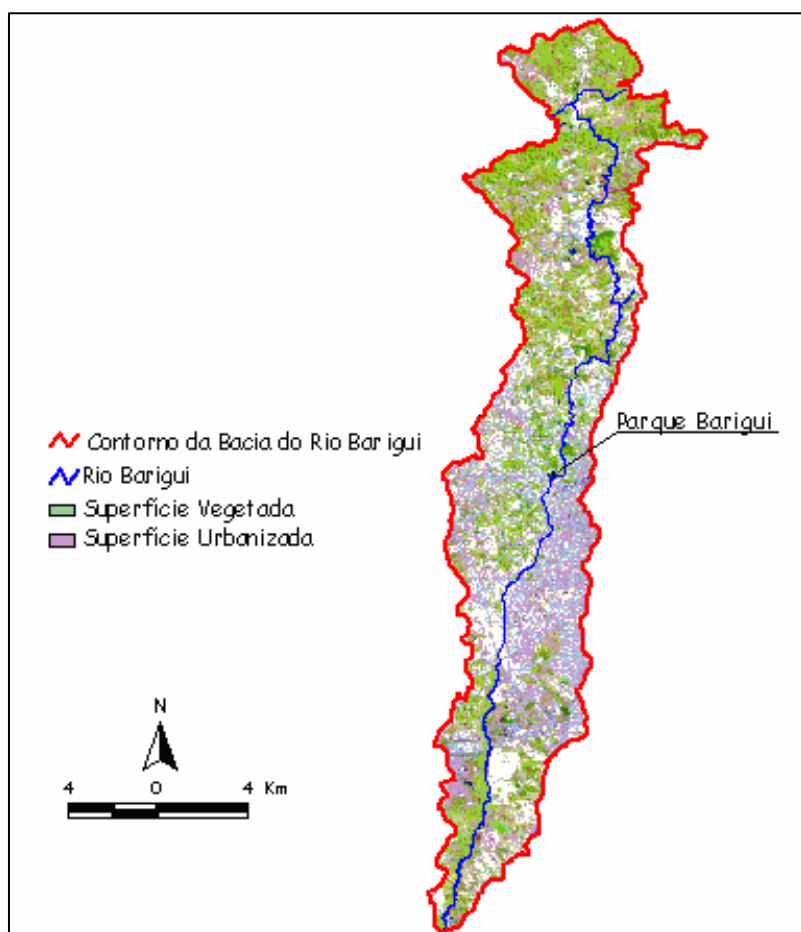 Parque Barigui
Contorno da Bacia do Rio Barigui
Rio Barigui
Superfície Vegetada
Superfície Urbanizada
N
4 0 4 Km